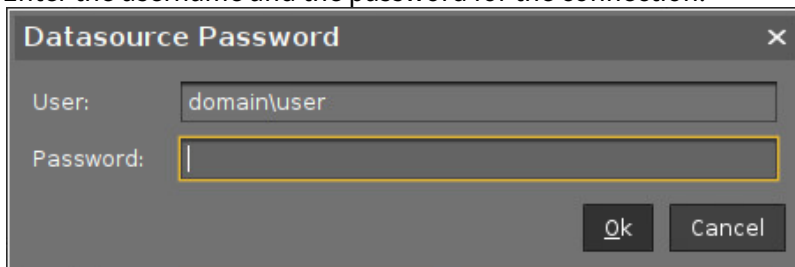 Enter the username and the password for the connection.
Datasource Password ×
User: domain\user
Password:
Ok Cancel